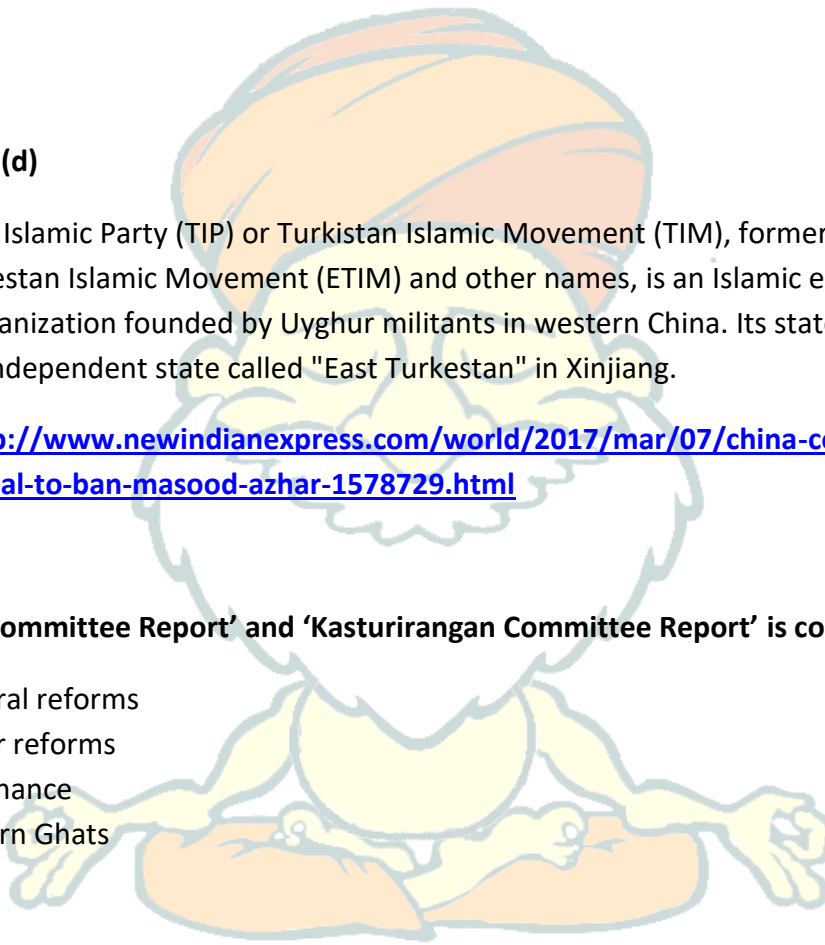 (d)
Islamic Party (TIP) or Turkistan Islamic Movement (TIM), former
estan Islamic Movement (ETIM) and other names, is an Islamic e
anization founded by Uyghur militants in western China. Its state
ndependent state called "East Turkestan" in Xinjiang.
p://www.newindianexpress.com/world/2017/mar/07/china-co
al-to-ban-masood-azhar-1578729.html
ommittee Report’ and ‘Kasturirangan Committee Report’ is co
ral reforms
r reforms
nance
rn Ghats